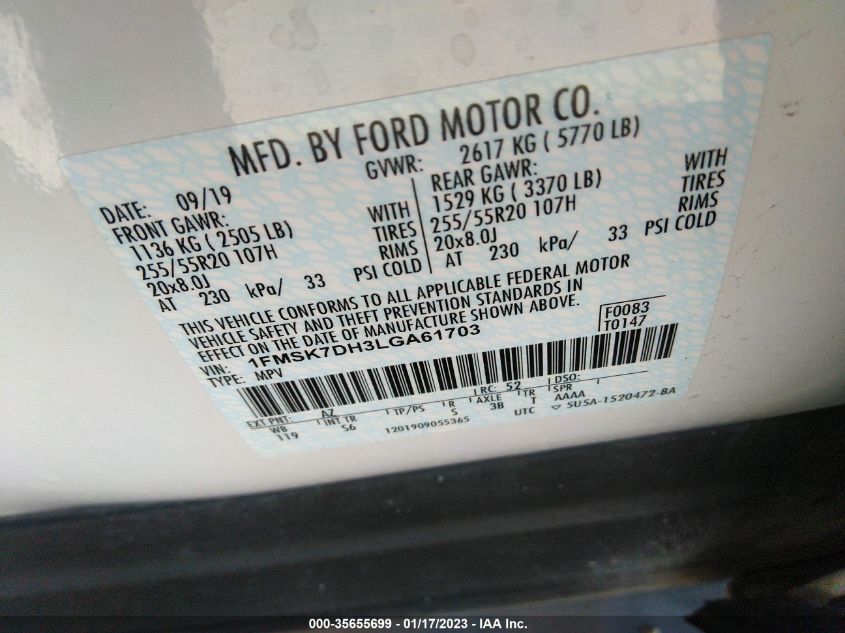 MFD. BY FORD MOTOR CO.
DATE: 09/19
GVWR: 2617 KG ( 5770 LB)
FRONT GAWR:
1136 KG ( 2505 LB) WITH
255/55R20 107H TIRES
20x8.0J RIMS
AT 230 kPa/ 33 PSI COLD
REAR GAWR:
1529 KG ( 3370 LB) WITH
255/55R20 107H TIRES
20x8.0J RIMS
AT 230 kPa/ 33 PSI COLD
THIS VEHICLE CONFORMS TO ALL APPLICABLE FEDERAL MOTOR
VEHICLE SAFETY AND THEFT PREVENTION STANDARDS IN
EFFECT ON THE DATE OF MANUFACTURE SHOWN ABOVE.
VIN: 1FMSK7DH3LGA61703
TYPE: MPV
F0083
T0147
EXT PNT: AZ RC: 52 DSO:
WB INT TR TP/PS R AXLE TR SPR
119 S6 S 3B T AAAA
1201909055365 UTC ▽ 5U5A-1520472-BA
000-35655699 - 01/17/2023 - IAA Inc.